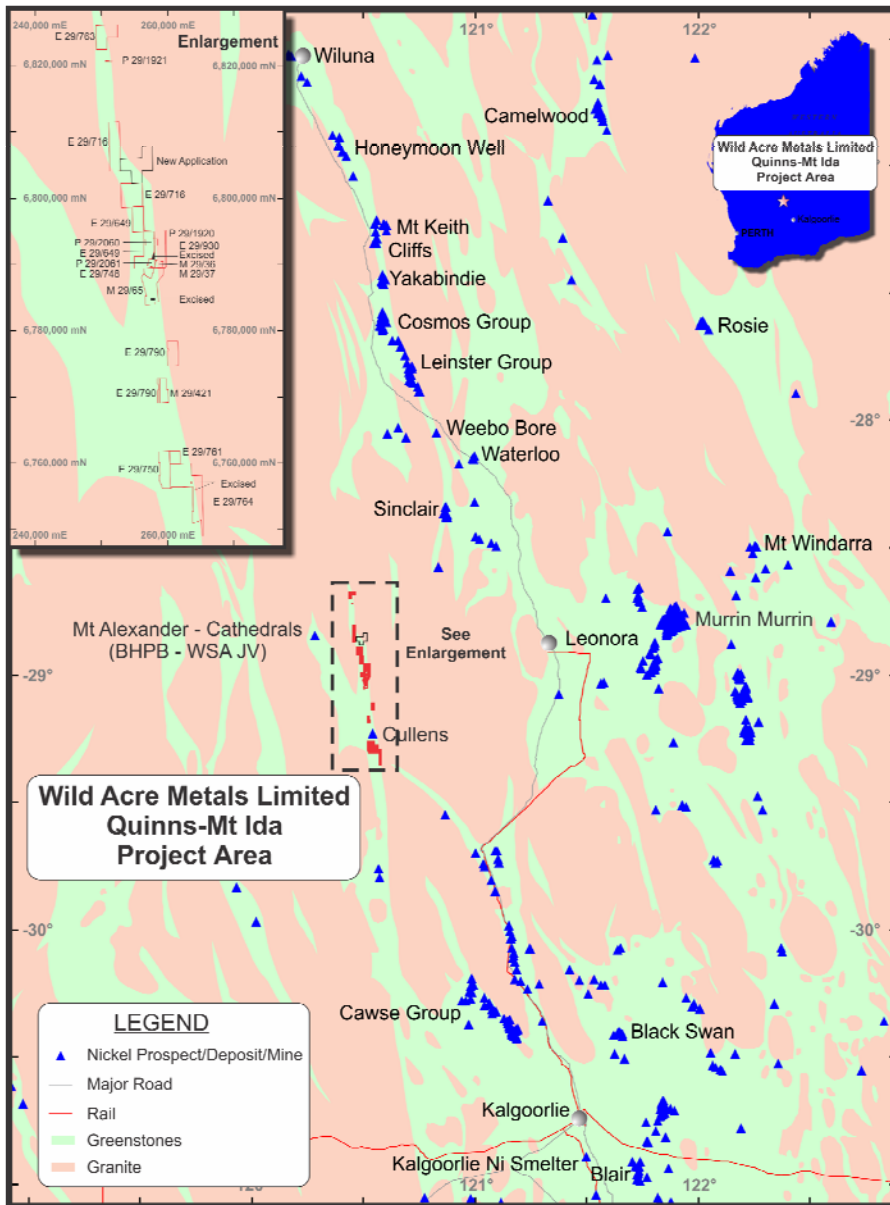 240,000 mE
260,000 mE
Enlargement
E 29/763
6,820,000 mN
6,820,000 mN
P 29/1921
E 29/716
New Application
6,800,000 mN
E 29/716
6,800,000 mN
E 29/649
P 29/1920
P 29/2060
E 29/930
E 29/649
Excised
P 29/2061
M 29/36
E 29/748
M 29/37
M 29/65
Excised
6,780,000 mN
6,780,000 mN
E 29/790
E 29/790
M 29/421
E 29/761
6,760,000 mN
6,760,000 mN
E 29/750
Excised
E 29/764
240,000 mE
260,000 mE
121°
122°
Wiluna
Camelwood
Honeymoon Well
Wild Acre Metals Limited
Quinns-Mt Ida
Project Area
Kalgoorlie
PERTH
Mt Keith
Cliffs
Yakabindie
Cosmos Group
Rosie
Leinster Group
-28°
Weebo Bore
Waterloo
Sinclair
Mt Windarra
Mt Alexander - Cathedrals
(BHPB - WSA JV)
See
Enlargement
Leonora
Murrin Murrin
-29°
-29°
Cullens
Wild Acre Metals Limited
Quinns-Mt Ida
Project Area
-30°
-30°
Cawse Group
Black Swan
LEGEND
Nickel Prospect/Deposit/Mine
Major Road
Rail
Greenstones
Granite
Kalgoorlie
Kalgoorlie Ni Smelter
Blair
121°
122°